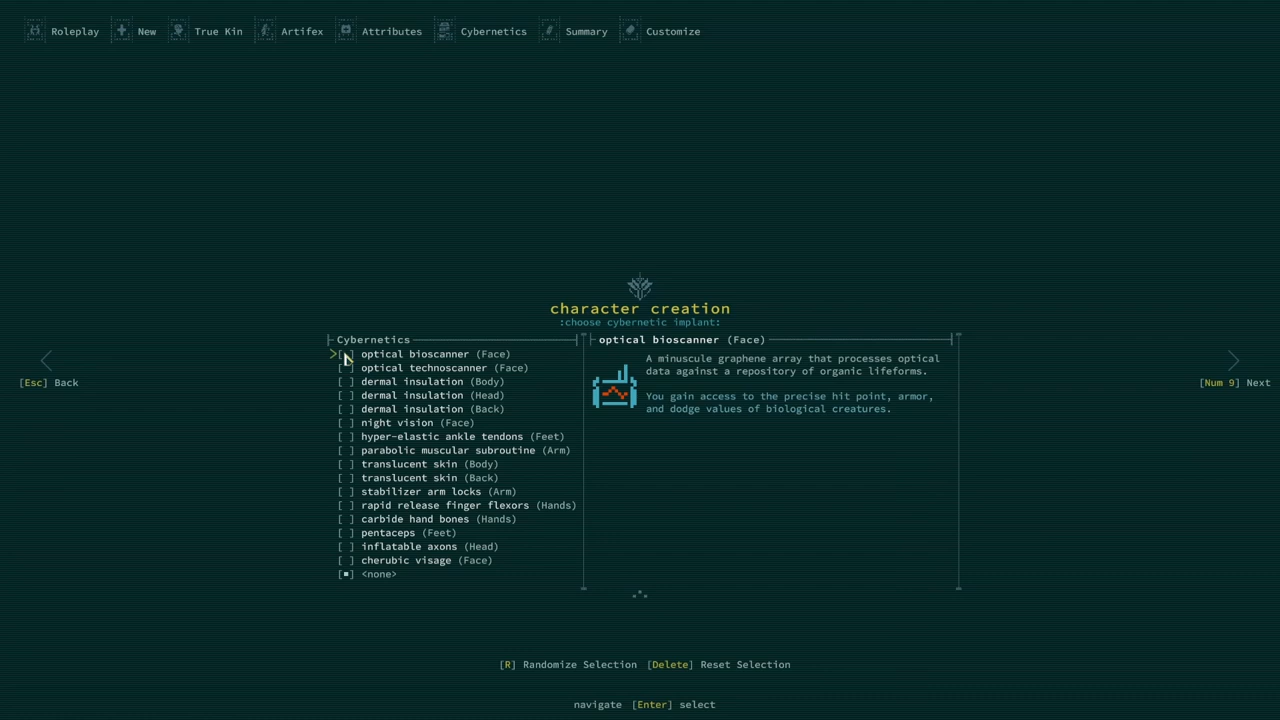 Roleplay New True Kin Artifex Attributes Cybernetics Summary Customize
character creation
:choose cybernetic implant:
Cybernetics
> [ ] optical bioscanner (Face)
[ ] optical technoscanner (Face)
[ ] dermal insulation (Body)
[ ] dermal insulation (Head)
[ ] dermal insulation (Back)
[ ] night vision (Face)
[ ] hyper-elastic ankle tendons (Feet)
[ ] parabolic muscular subroutine (Arm)
[ ] translucent skin (Body)
[ ] translucent skin (Back)
[ ] stabilizer arm locks (Arm)
[ ] rapid release finger flexors (Hands)
[ ] carbide hand bones (Hands)
[ ] pentaceps (Feet)
[ ] inflatable axons (Head)
[ ] cherubic visage (Face)
[■] <none>
optical bioscanner (Face)
A minuscule graphene array that processes optical
data against a repository of organic lifeforms.
You gain access to the precise hit point, armor,
and dodge values of biological creatures.
[Esc] Back
[Num 9] Next
[R] Randomize Selection [Delete] Reset Selection
navigate [Enter] select